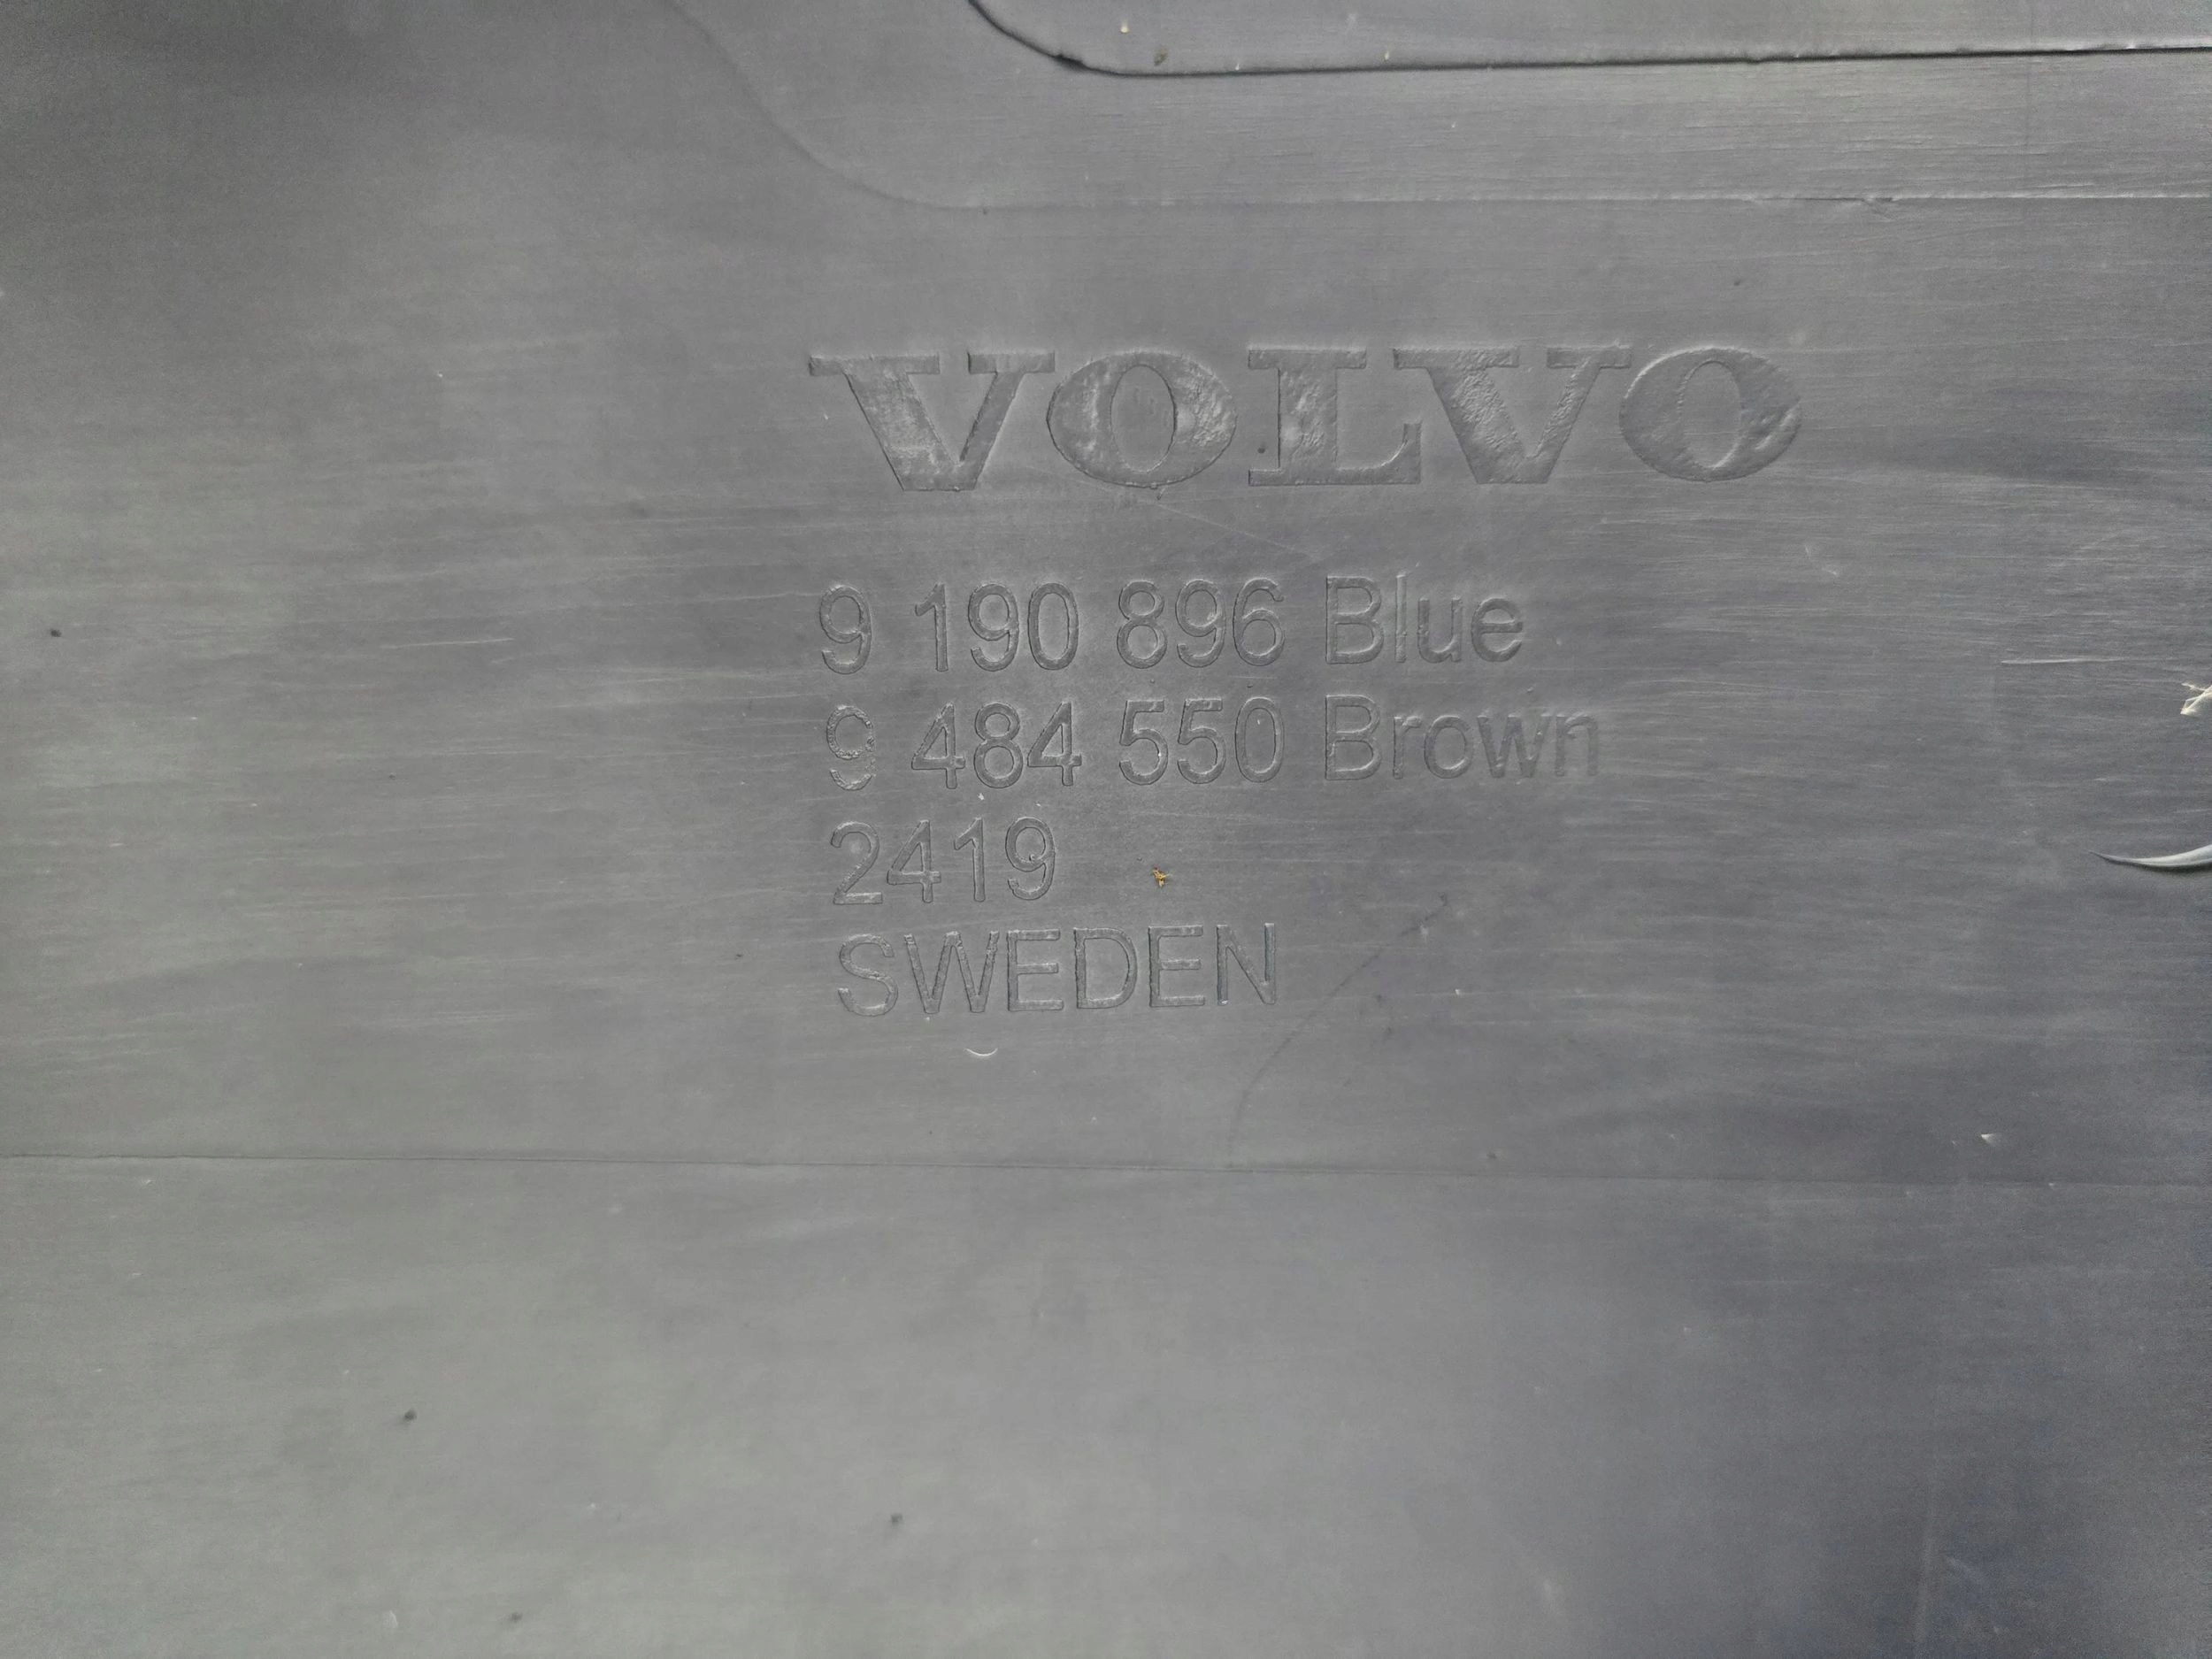 VOLVO
9 190 896 Blue
9 484 550 Brown
2419
SWEDEN